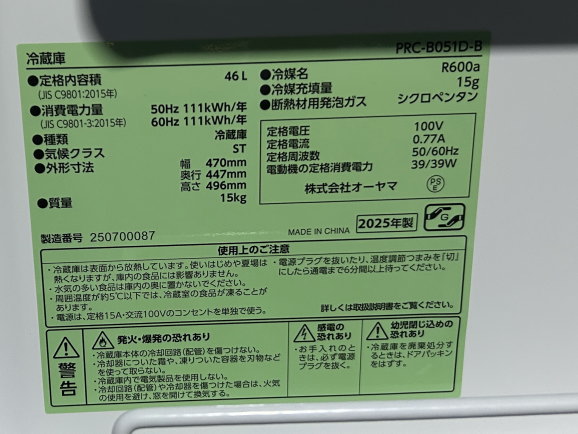 冷蔵庫
PRC-B051D-B
●定格内容積 46L
(JIS C9801:2015年)
●消費電力量 50Hz 111kWh/年
(JIS C9801-3:2015年) 60Hz 111kWh/年
●種類 冷蔵庫
●気候クラス ST
●外形寸法 幅 470mm
奥行 447mm
高さ 496mm
●質量 15kg
●冷媒名 R600a
●冷媒充填量 15g
●断熱材用発泡ガス シクロペンタン
定格電圧 100V
定格電流 0.77A
定格周波数 50/60Hz
電動機の定格消費電力 39/39W
株式会社オーヤマ
PS
E
製造番号 250700087
MADE IN CHINA
2025年製
G
使用上のご注意
・冷蔵庫は表面から放熱しています。使いはじめや夏場は
熱くなりますが、庫内の食品には影響ありません。
・水気の多い食品は庫内の奥に置かないでください。
・周囲温度が約5℃以下では、冷蔵室の食品が凍ることが
あります。
・電源は、定格15A・交流100Vのコンセントを単独で使う。
・電源プラグを抜いたり、温度調節つまみを「切」
にしたら通電まで6分間以上待ってください。
詳しくは取扱説明書をご覧ください。
警告
発火・爆発の恐れあり
・冷蔵庫本体の冷却回路(配管)を傷つけない。
・冷却器についた霜や、凍りついた容器を刃物など
を使って取らない。
・冷蔵庫内で電気製品を使用しない。
・冷却回路(配管)や冷却器を傷つけた場合は、火気
の使用を避け、窓を開けて換気する。
感電の
恐れあり
・お手入れのと
きは、必ず電源
プラグを抜く。
幼児閉じ込めの
恐れあり
・冷蔵庫を廃棄処分
するときは、ドアパッキン
をはずす。